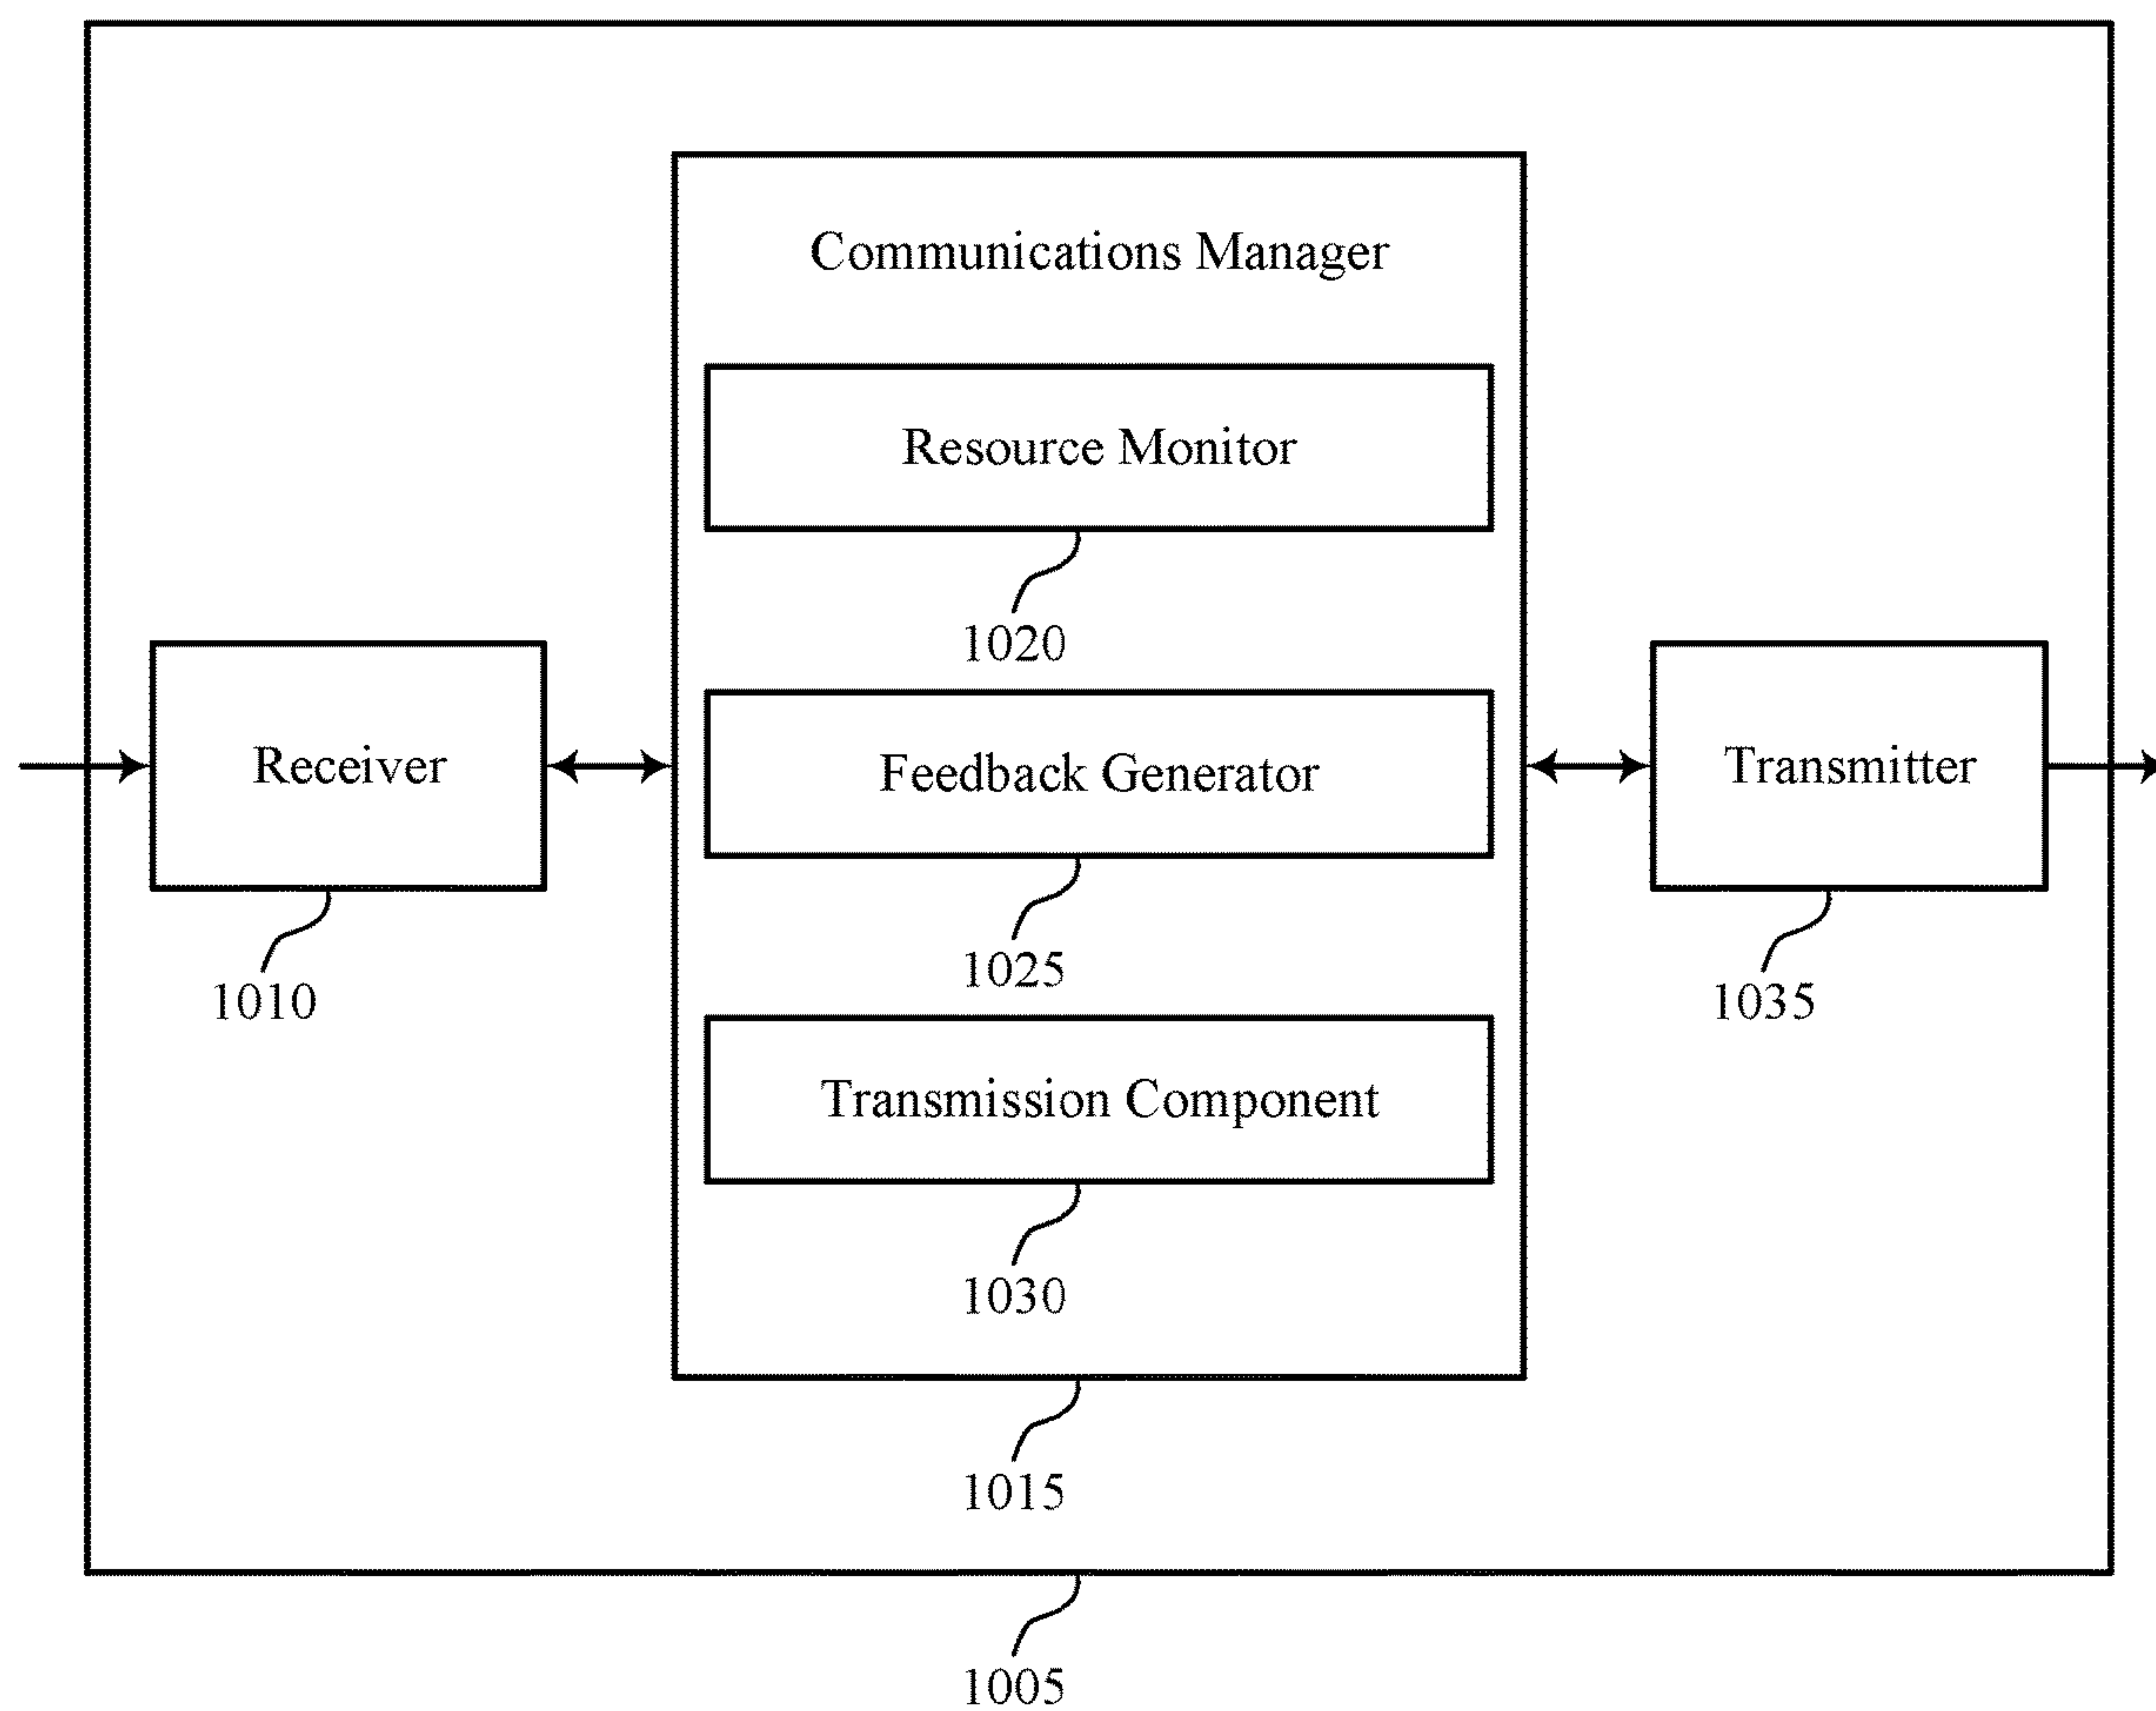 Communications Manager
Resource Monitor
1020
Receiver
1010
Feedback Generator
1025
Transmitter
1035
Transmission Component
1030
1015
1005